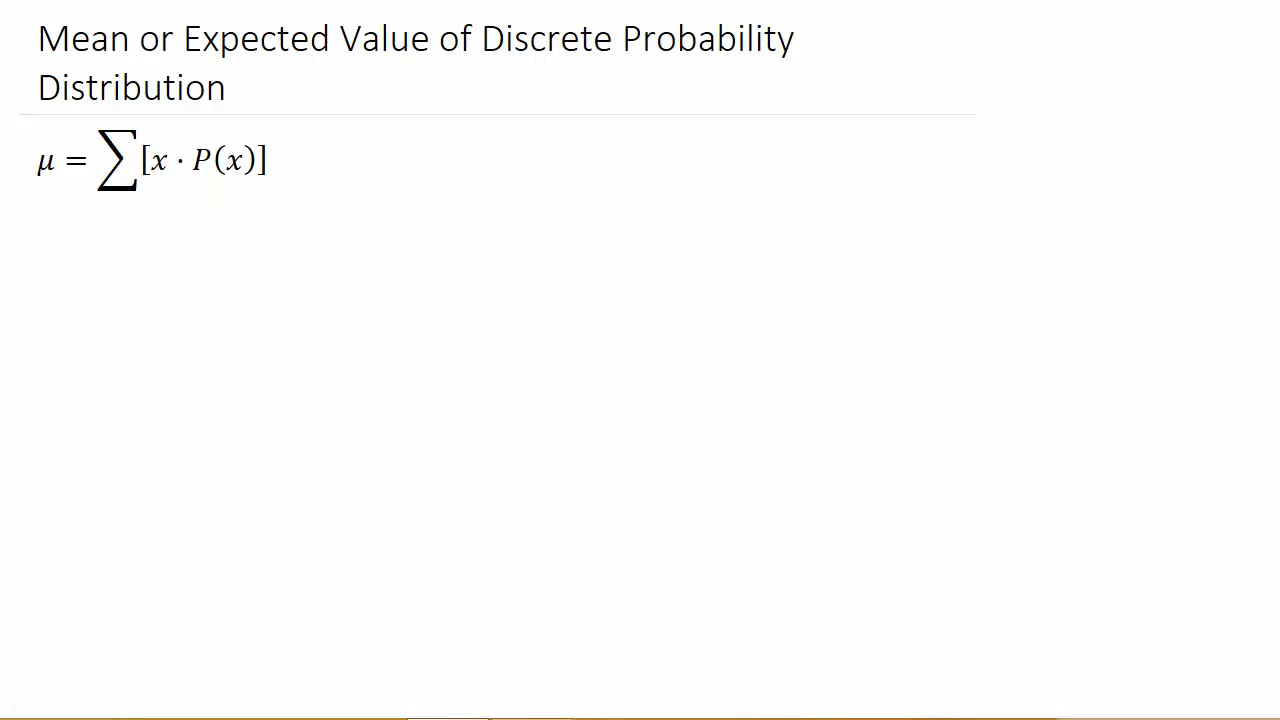 Mean or Expected Value of Discrete Probability
Distribution
μ = ∑[x · P(x)]